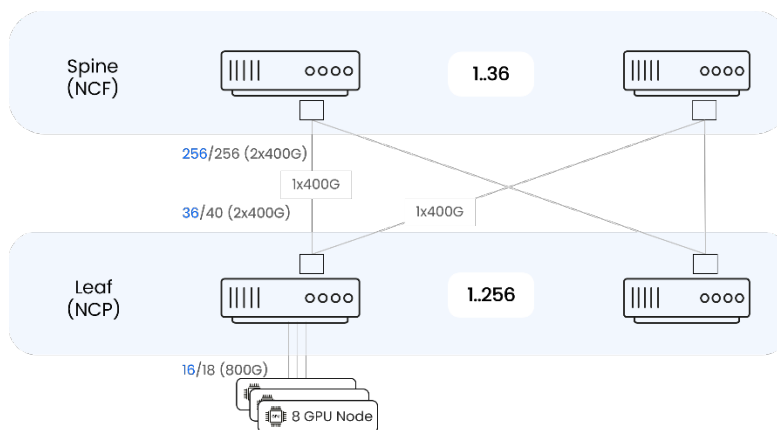 Spine
(NCF)
1..36
256/256 (2x400G)
1x400G
36/40 (2x400G)
1x400G
Leaf
(NCP)
1..256
16/18 (800G)
8 GPU Node